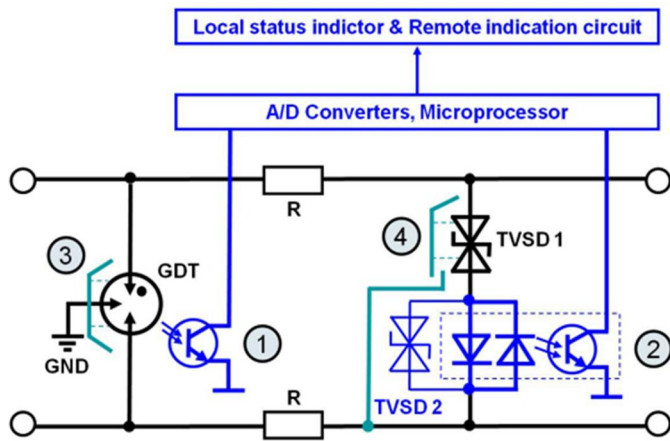 Local status indictor & Remote indication circuit
A/D Converters, Microprocessor
R
4
TVSD 1
3
GDT
1
2
GND
R
TVSD 2